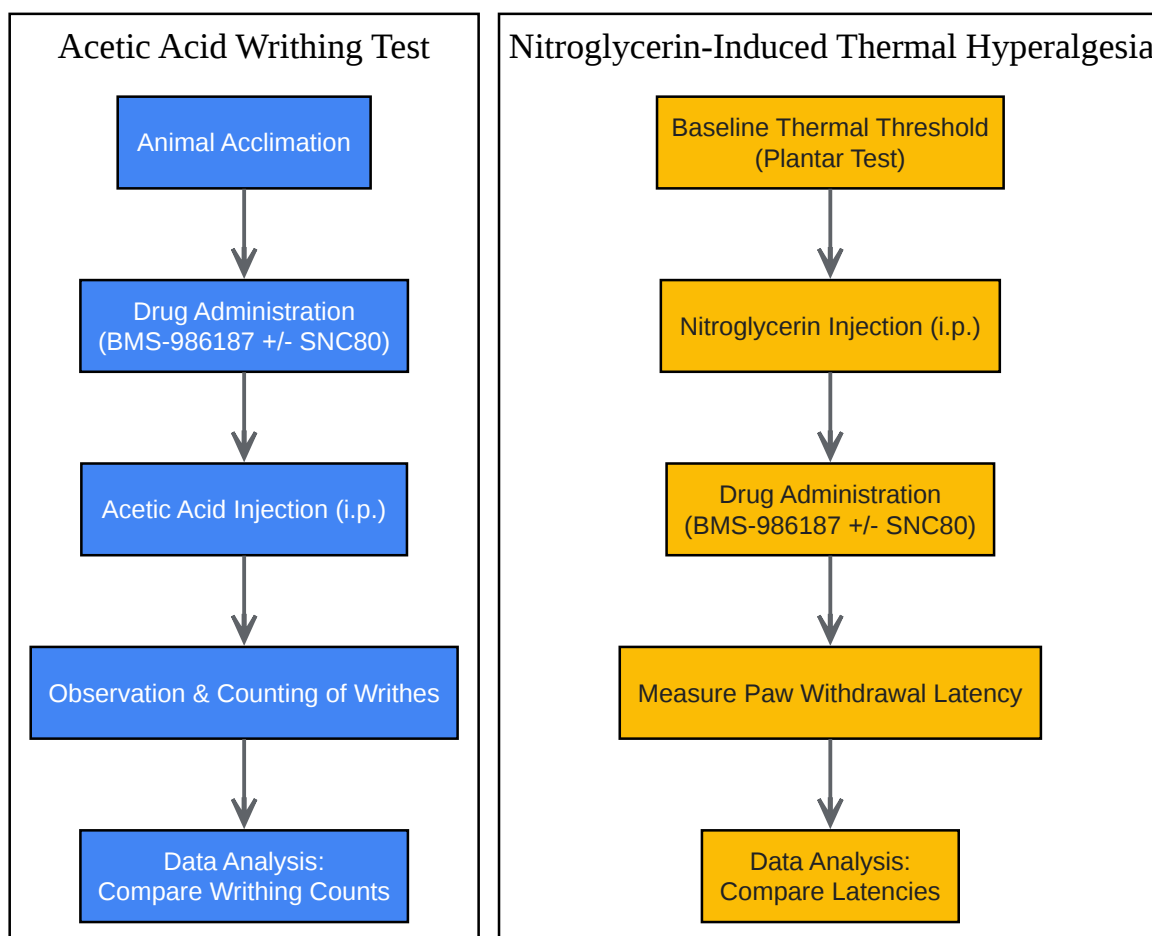 Acetic Acid Writhing Test
Animal Acclimation
Drug Administration
(BMS-986187 +/- SNC80)
Acetic Acid Injection (i.p.)
Observation & Counting of Writhes
Data Analysis:
Compare Writhing Counts
Nitroglycerin-Induced Thermal Hyperalgesia
Baseline Thermal Threshold
(Plantar Test)
Nitroglycerin Injection (i.p.)
Drug Administration
(BMS-986187 +/- SNC80)
Measure Paw Withdrawal Latency
Data Analysis:
Compare Latencies